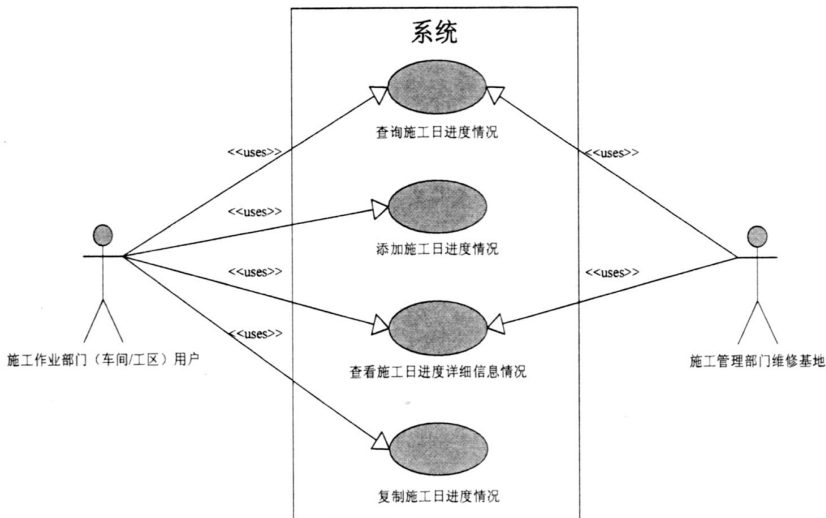 系统
查询施工日进度情况
<<uses>>
<<uses>>
<<uses>>
添加施工日进度情况
<<uses>>
<<uses>>
<<uses>>
施工作业部门（车间/工区）用户
查看施工日进度详细信息情况
施工管理部门维修基地
复制施工日进度情况